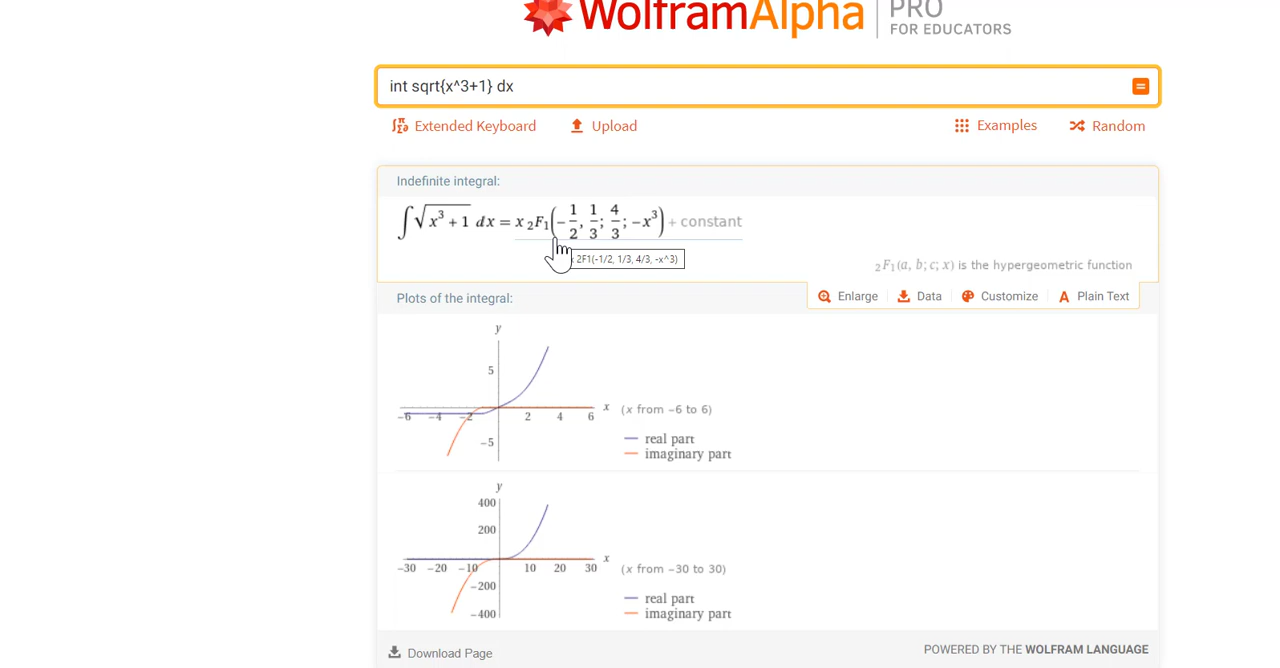 WolframAlpha PRO
FOR EDUCATORS
int sqrt{x^3+1} dx
Extended Keyboard Upload Examples Random
Indefinite integral:
∫ √(x³ + 1) dx = x ₂F₁(-1/2, 1/3; 4/3; -x³) + constant
2F1(-1/2, 1/3, 4/3, -x^3)
₂F₁(a, b; c; x) is the hypergeometric function
Plots of the integral: Enlarge Data Customize Plain Text
y
5
-6 -4 -2 2 4 6 x (x from -6 to 6)
-5
real part
imaginary part
y
400
200
-30 -20 -10 10 20 30 x (x from -30 to 30)
-200
-400
real part
imaginary part
Download Page POWERED BY THE WOLFRAM LANGUAGE